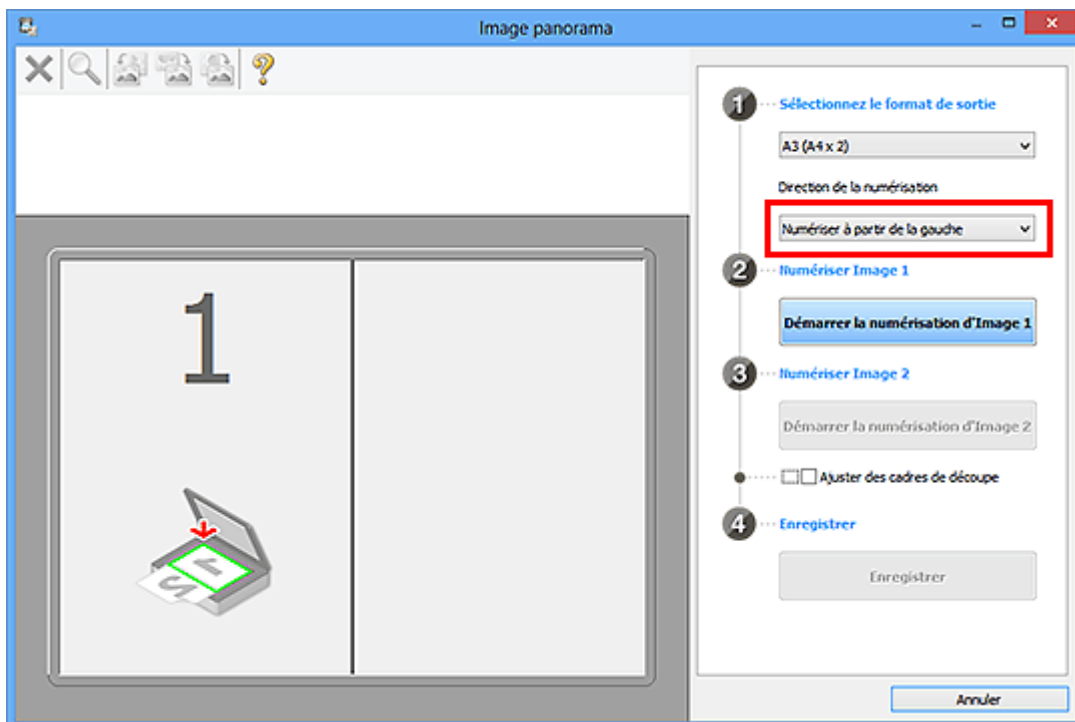 Image panorama
1 Sélectionnez le format de sortie
A3 (A4 x 2)
Direction de la numérisation
Numériser à partir de la gauche
2 Numériser Image 1
Démarrer la numérisation d'Image 1
3 Numériser Image 2
Démarrer la numérisation d'Image 2
Ajuster des cadres de découpe
4 Enregistrer
Enregistrer
Annuler
1
1
2